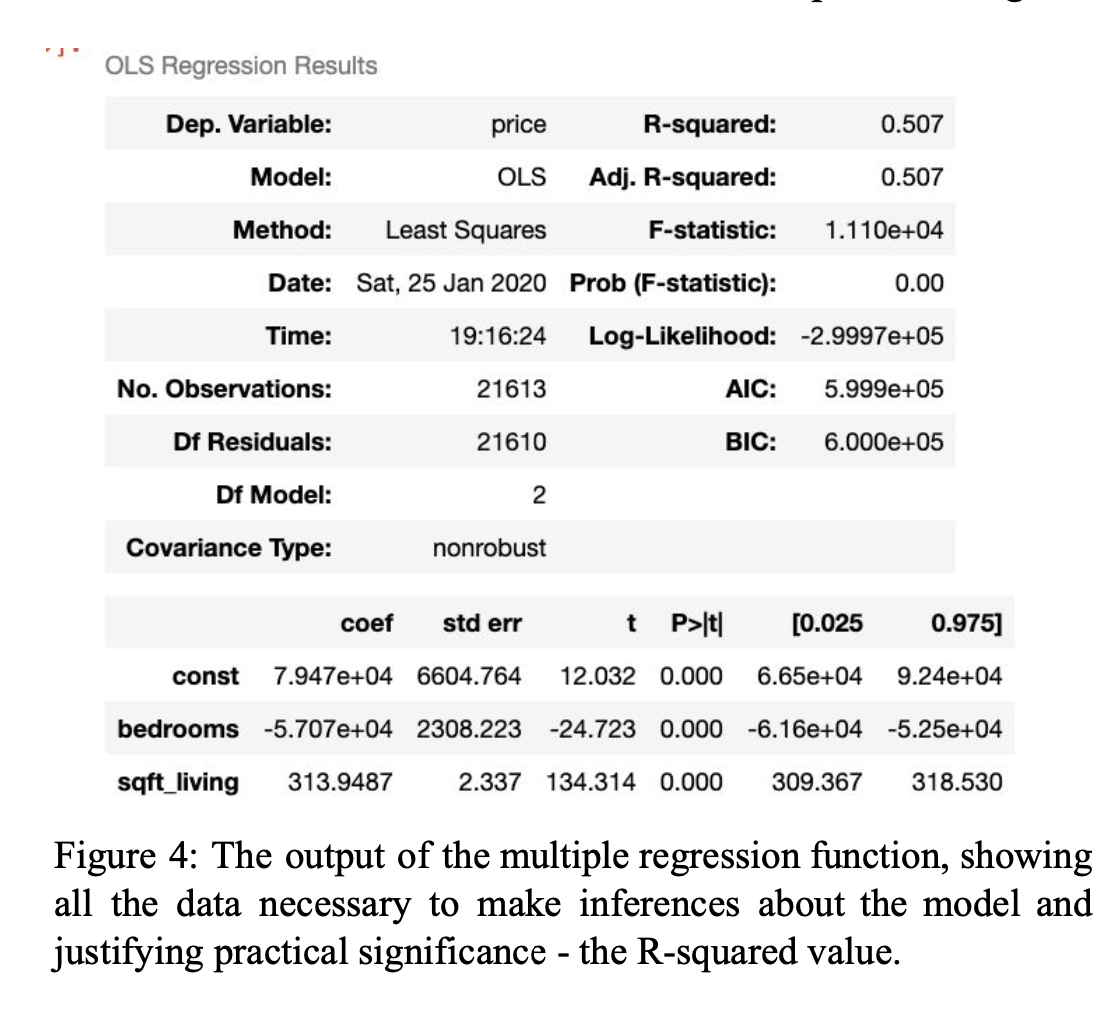 OLS Regression Results
Dep. Variable: price R-squared: 0.507
Model: OLS Adj. R-squared: 0.507
Method: Least Squares F-statistic: 1.110e+04
Date: Sat, 25 Jan 2020 Prob (F-statistic): 0.00
Time: 19:16:24 Log-Likelihood: -2.9997e+05
No. Observations: 21613 AIC: 5.999e+05
Df Residuals: 21610 BIC: 6.000e+05
Df Model: 2
Covariance Type: nonrobust
coef std err t P>|t| [0.025 0.975]
const 7.947e+04 6604.764 12.032 0.000 6.65e+04 9.24e+04
bedrooms -5.707e+04 2308.223 -24.723 0.000 -6.16e+04 -5.25e+04
sqft_living 313.9487 2.337 134.314 0.000 309.367 318.530
Figure 4: The output of the multiple regression function, showing
all the data necessary to make inferences about the model and
justifying practical significance - the R-squared value.